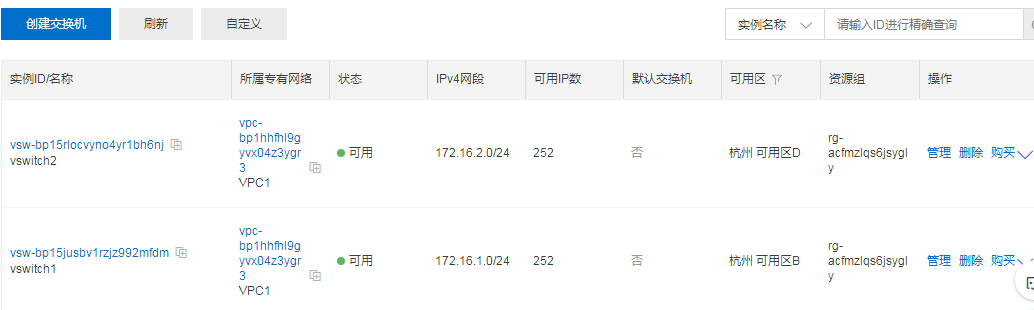 创建交换机 刷新 自定义 实例名称 请输入ID进行精确查询
实例ID/名称 所属专有网络 状态 IPv4网段 可用IP数 默认交换机 可用区 资源组 操作
vsw-bp15rlocvyno4yr1bh6nj
vswitch2
vpc-
bp1hhfhl9g
yvx04z3ygr
3
VPC1
可用
172.16.2.0/24
252
否
杭州 可用区D
rg-
acfmzlqs6jsygl
y
管理 删除 购买
vsw-bp15jusbv1rzjz992mfdm
vswitch1
vpc-
bp1hhfhl9g
yvx04z3ygr
3
VPC1
可用
172.16.1.0/24
252
否
杭州 可用区B
rg-
acfmzlqs6jsygl
y
管理 删除 购买